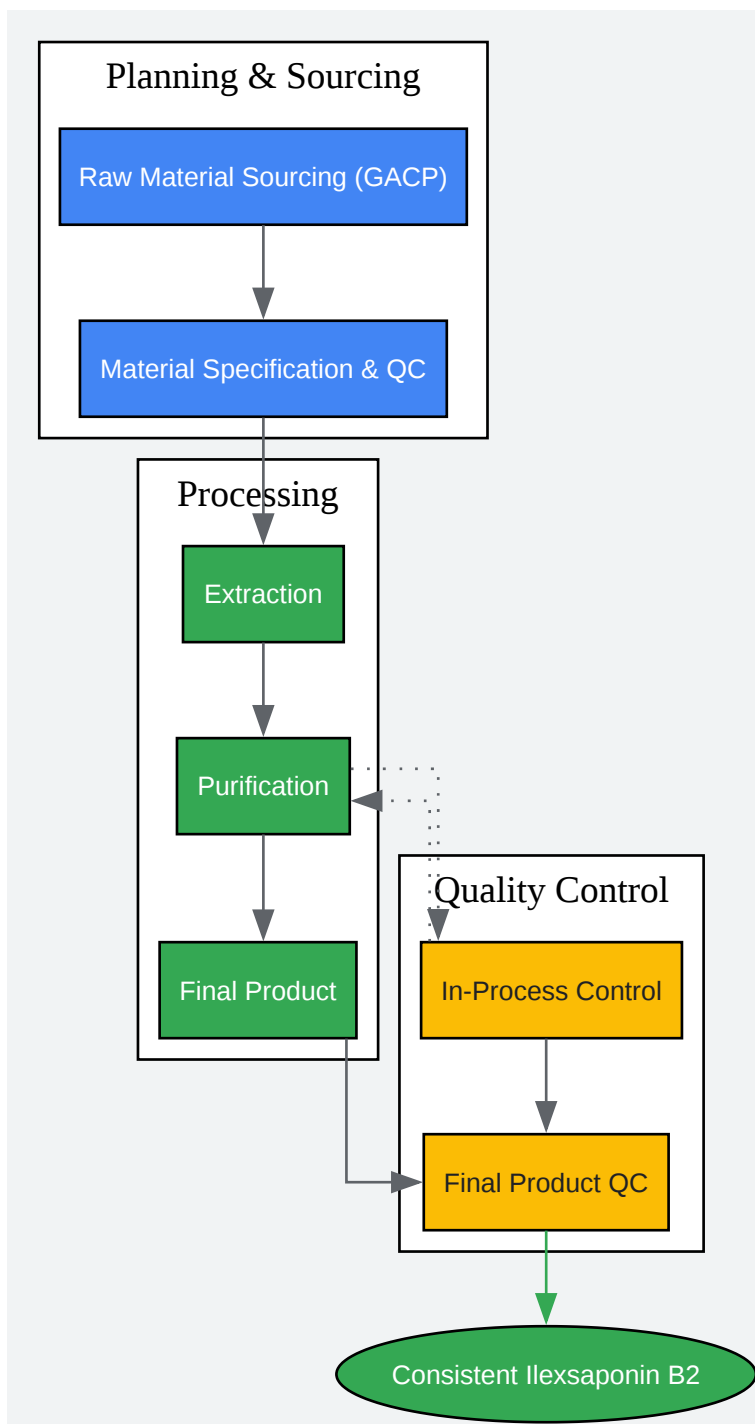 Planning & Sourcing
Raw Material Sourcing (GACP)
Material Specification & QC
Processing
Extraction
Purification
Final Product
Quality Control
In-Process Control
Final Product QC
Consistent Ilexsaponin B2